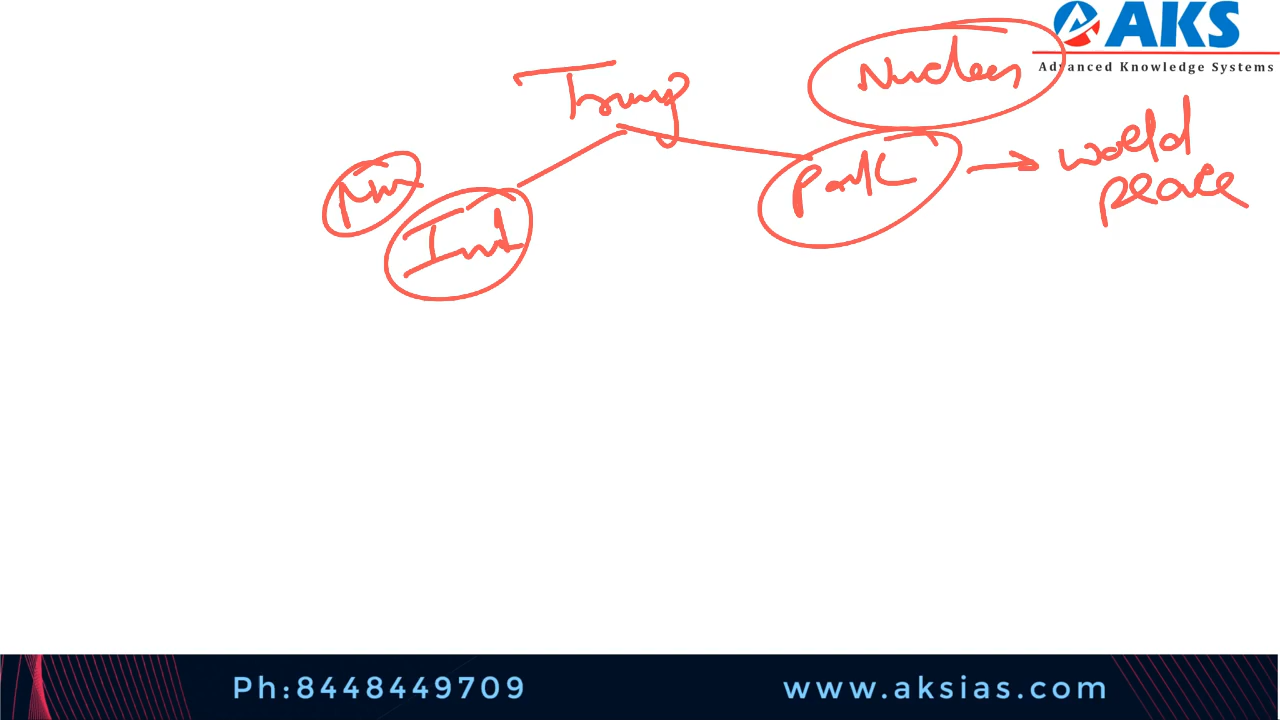 AKS
Advanced Knowledge Systems
Nuclear
Trump
Pak
World
peace
Ind
Ph:8448449709
www.aksias.com